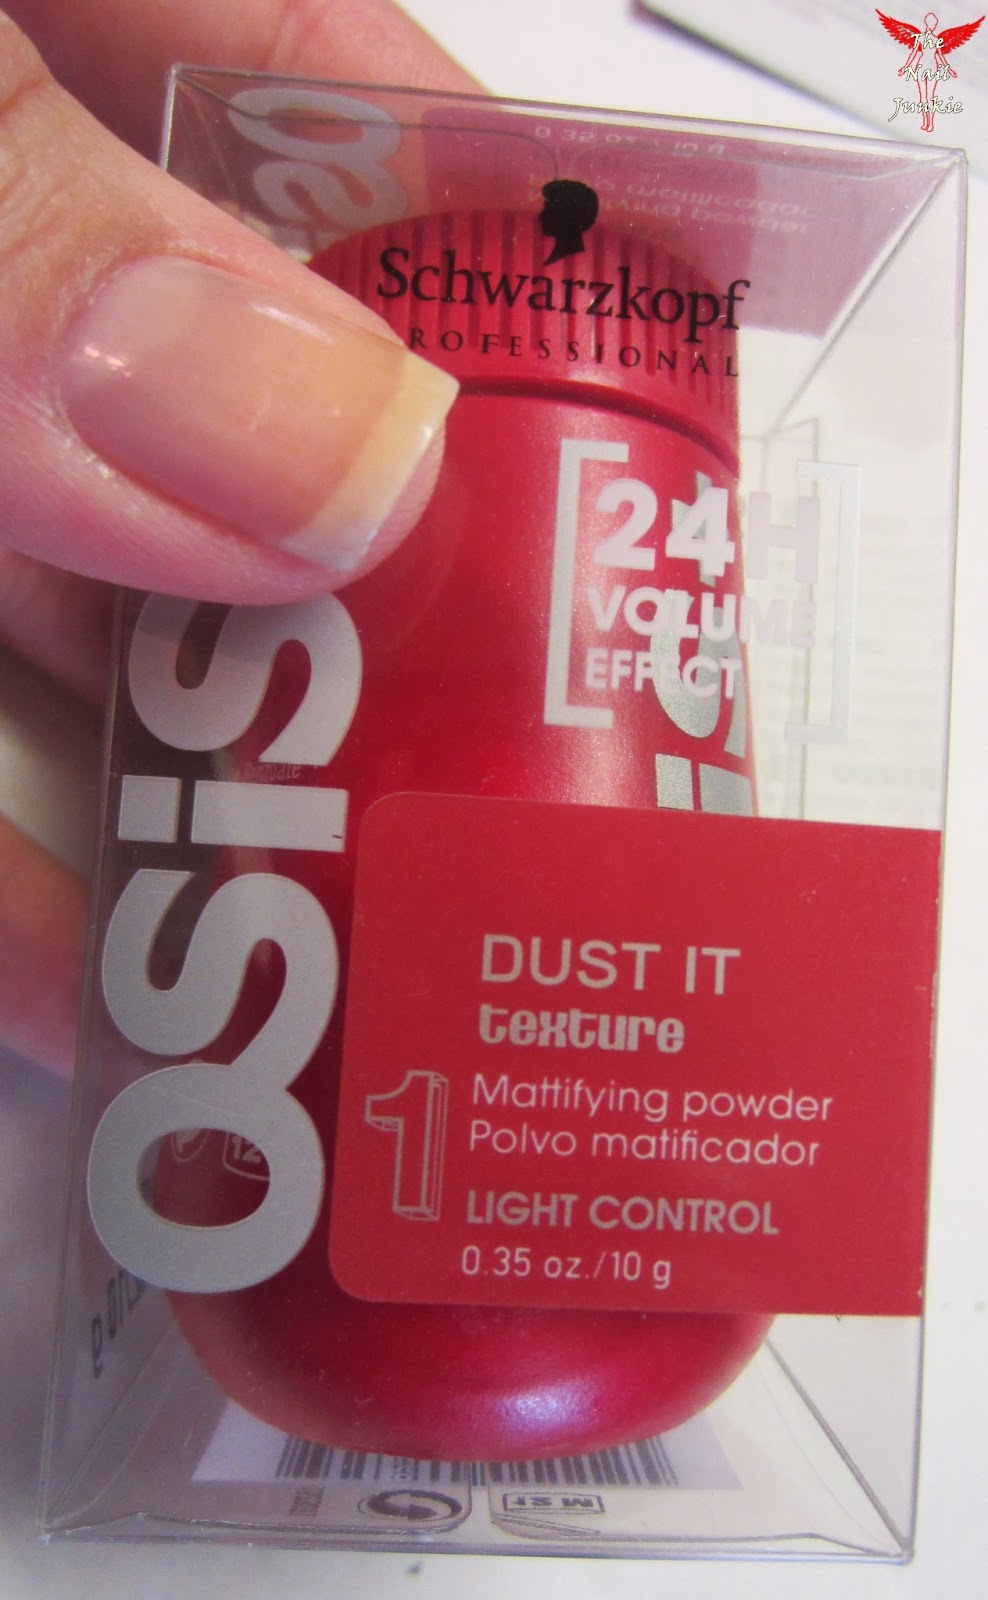 The
Nail
Junkie
Schwarzkopf
PROFESSIONAL
[24H
VOLUME
EFFECT]
OSiS
DUST IT
texture
1
Mattifying powder
Polvo matificador
LIGHT CONTROL
0.35 oz./10 g
12 M